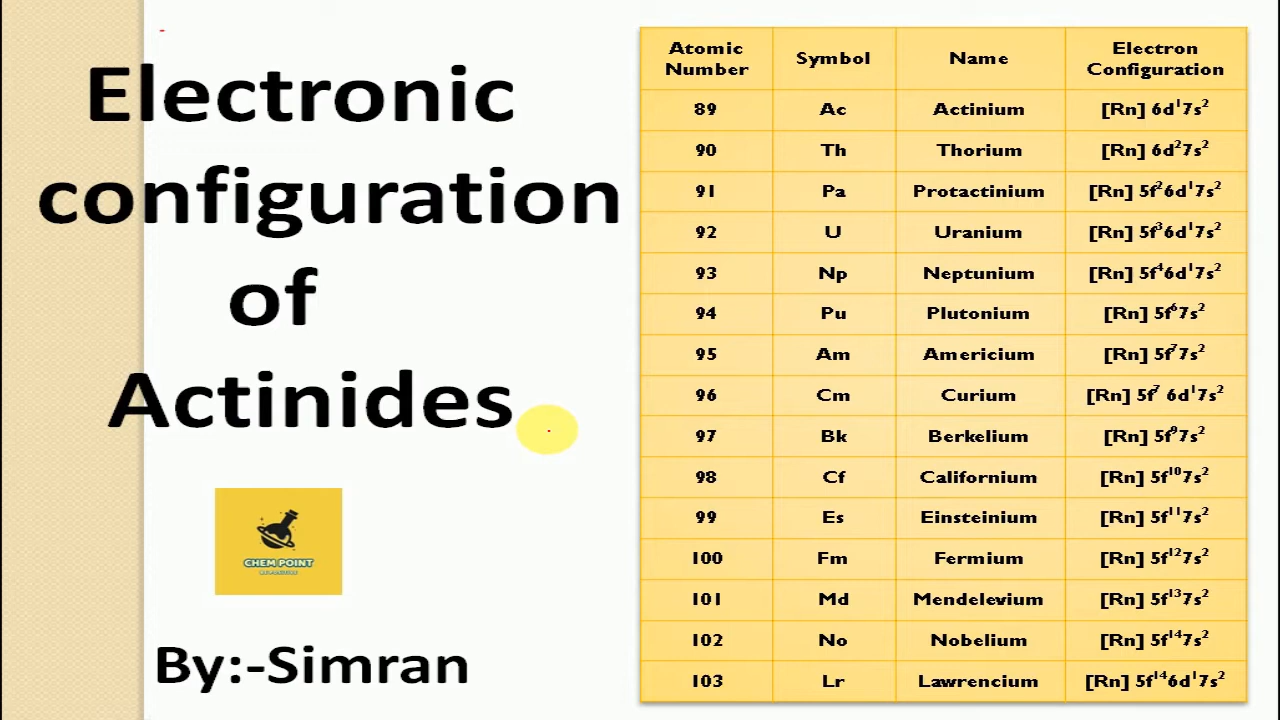 Electronic
configuration
of
Actinides
CHEM POINT
By:-Simran
Atomic Number Symbol Name Electron Configuration
89 Ac Actinium [Rn] 6d¹7s²
90 Th Thorium [Rn] 6d²7s²
91 Pa Protactinium [Rn] 5f²6d¹7s²
92 U Uranium [Rn] 5f³6d¹7s²
93 Np Neptunium [Rn] 5f⁴6d¹7s²
94 Pu Plutonium [Rn] 5f⁶7s²
95 Am Americium [Rn] 5f⁷7s²
96 Cm Curium [Rn] 5f⁷ 6d¹7s²
97 Bk Berkelium [Rn] 5f⁹7s²
98 Cf Californium [Rn] 5f¹⁰7s²
99 Es Einsteinium [Rn] 5f¹¹7s²
100 Fm Fermium [Rn] 5f¹²7s²
101 Md Mendelevium [Rn] 5f¹³7s²
102 No Nobelium [Rn] 5f¹⁴7s²
103 Lr Lawrencium [Rn] 5f¹⁴6d¹7s²